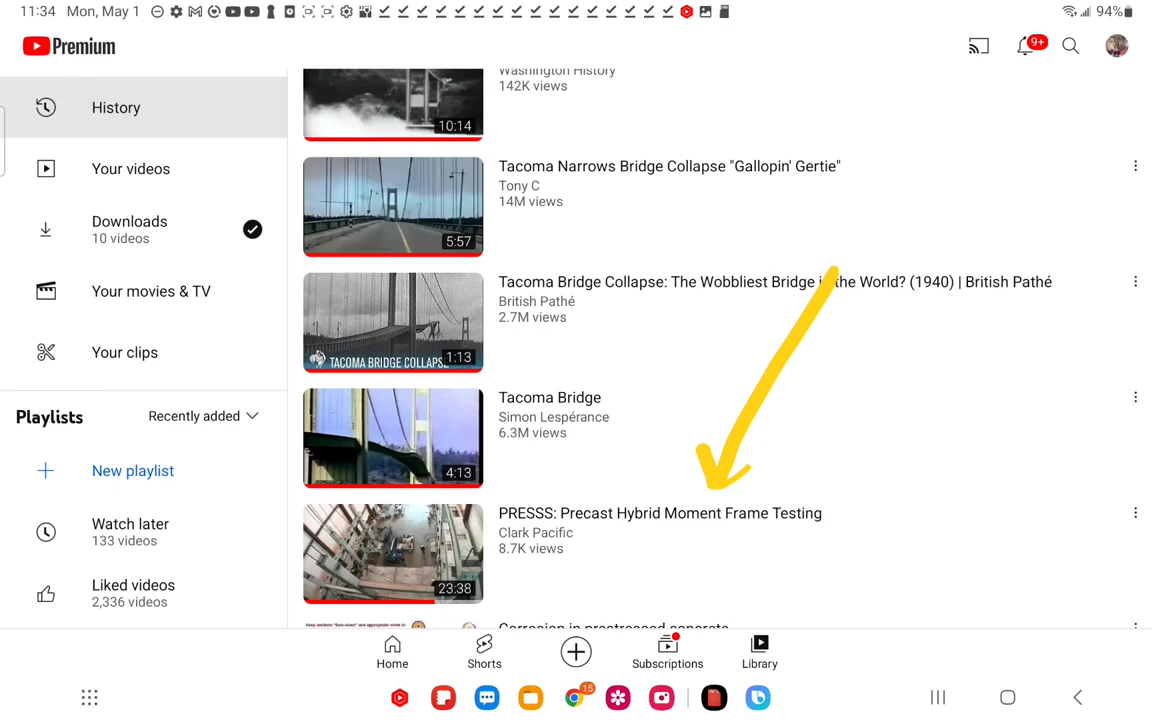 11:34 Mon, May 1
94%
Premium
9+
History
Your videos
Downloads
10 videos
Your movies & TV
Your clips
Playlists
Recently added
New playlist
Watch later
133 videos
Liked videos
2,336 videos
Washington History
142K views
10:14
Tacoma Narrows Bridge Collapse "Gallopin' Gertie"
Tony C
14M views
5:57
Tacoma Bridge Collapse: The Wobbliest Bridge in the World? (1940) | British Pathé
British Pathé
2.7M views
TACOMA BRIDGE COLLAPSE
1:13
Tacoma Bridge
Simon Lespérance
6.3M views
4:13
PRESSS: Precast Hybrid Moment Frame Testing
Clark Pacific
8.7K views
23:38
Corrosion in prestressed concrete
Home
Shorts
Subscriptions
Library
15